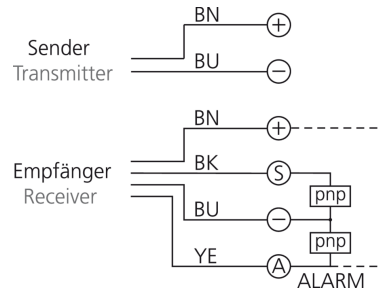 BN
+
Sender
Transmitter
BU
−
BN
+
Empfänger
Receiver
BK
S
pnp
BU
−
pnp
YE
A
ALARM